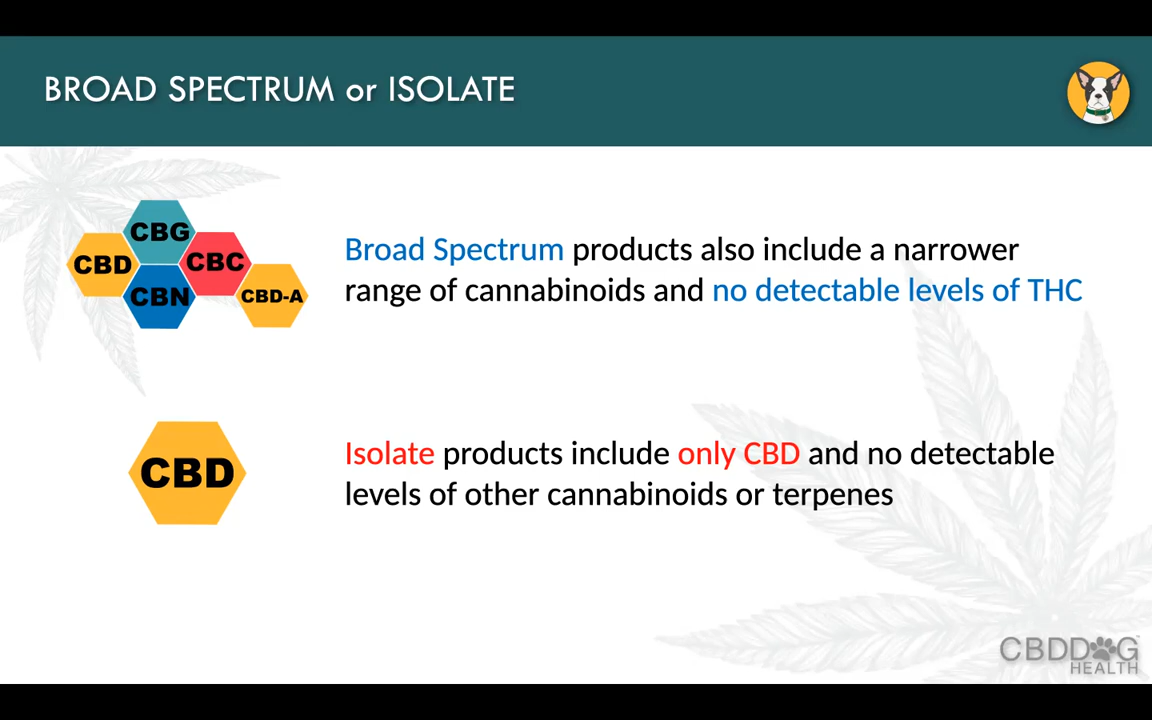 BROAD SPECTRUM or ISOLATE
CBG
CBD
CBC
CBN
CBD-A
Broad Spectrum products also include a narrower
range of cannabinoids and no detectable levels of THC
CBD
Isolate products include only CBD and no detectable
levels of other cannabinoids or terpenes
CBDDOG
HEALTH